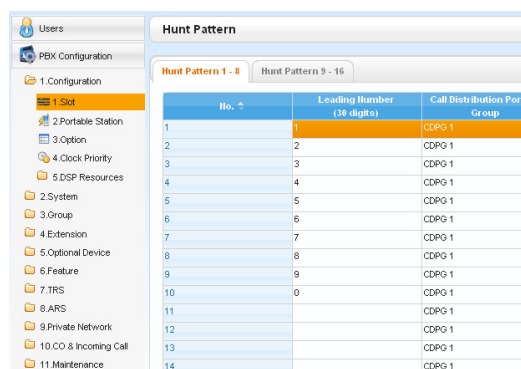 Users
PBX Configuration
1.Configuration
1.Slot
2.Portable Station
3.Option
4.Clock Priority
5.DSP Resources
2.System
3.Group
4.Extension
5.Optional Device
6.Feature
7.TRS
8.ARS
9.Private Network
10.CO & Incoming Call
11.Maintenance
Hunt Pattern
Hunt Pattern 1 - 8 Hunt Pattern 9 - 16
No. Leading Number (30 digits) Call Distribution Por Group
1 1 CDPG 1
2 2 CDPG 1
3 3 CDPG 1
4 4 CDPG 1
5 5 CDPG 1
6 6 CDPG 1
7 7 CDPG 1
8 8 CDPG 1
9 9 CDPG 1
10 0 CDPG 1
11 CDPG 1
12 CDPG 1
13 CDPG 1
14 CDPG 1